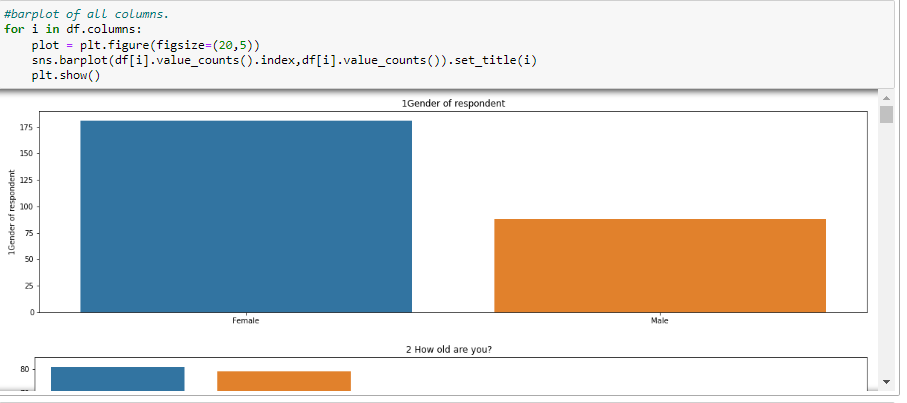 #barplot of all columns.
for i in df.columns:
    plot = plt.figure(figsize=(20,5))
    sns.barplot(df[i].value_counts().index,df[i].value_counts()).set_title(i)
    plt.show()
1Gender of respondent
175
150
125
100
75
50
25
0
1Gender of respondent
Female Male
2 How old are you?
80